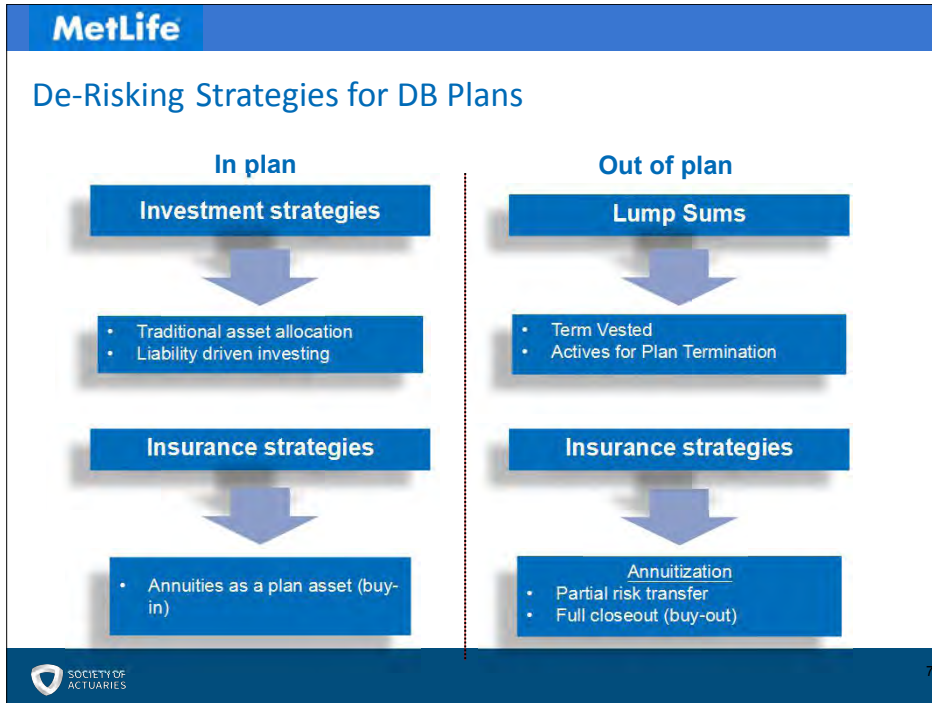 MetLife
De-Risking Strategies for DB Plans
In plan
Investment strategies
• Traditional asset allocation
• Liability driven investing
Insurance strategies
• Annuities as a plan asset (buy-
in)
Out of plan
Lump Sums
• Term Vested
• Actives for Plan Termination
Insurance strategies
Annuitization
• Partial risk transfer
• Full closeout (buy-out)
SOCIETY OF
ACTUARIES
7